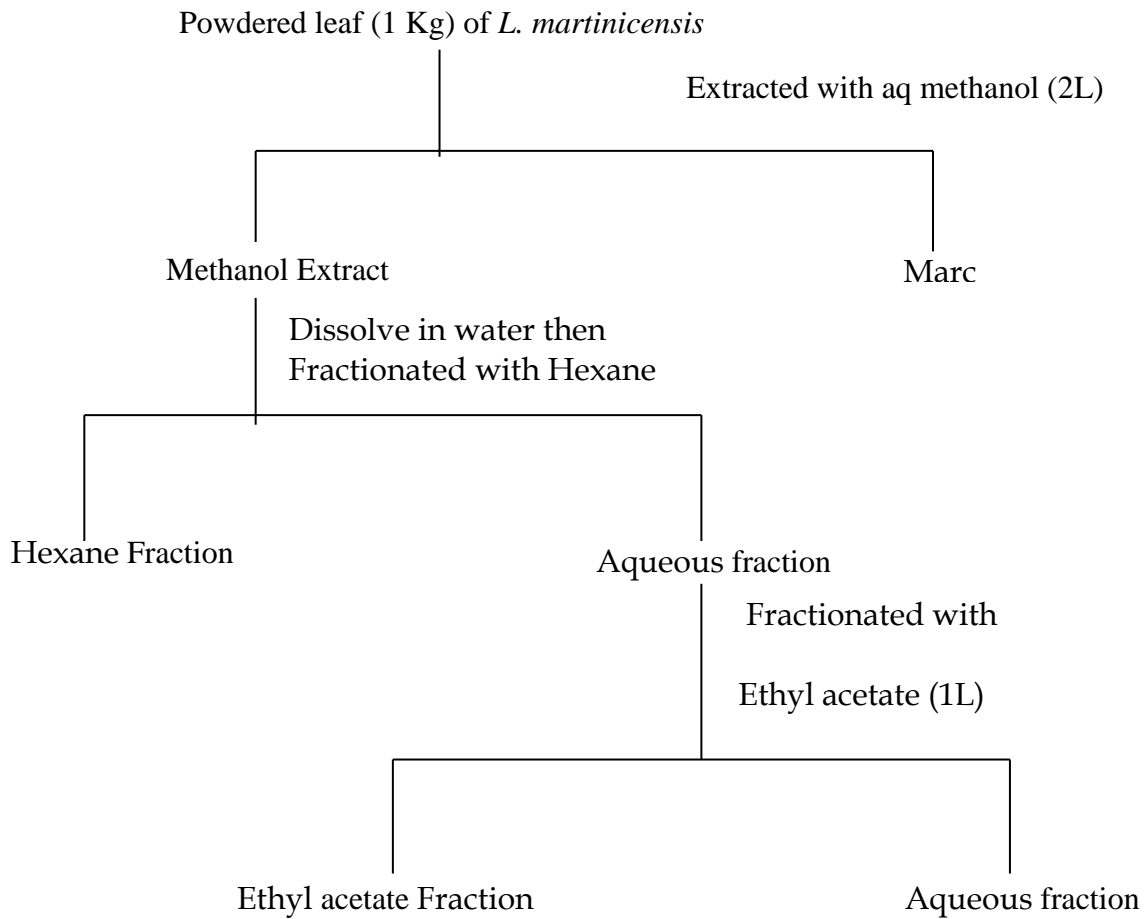 Powdered leaf (1 Kg) of L. martinicensis
Extracted with aq methanol (2L)
Methanol Extract
Marc
Dissolve in water then
Fractionated with Hexane
Hexane Fraction
Aqueous fraction
Fractionated with
Ethyl acetate (1L)
Ethyl acetate Fraction
Aqueous fraction